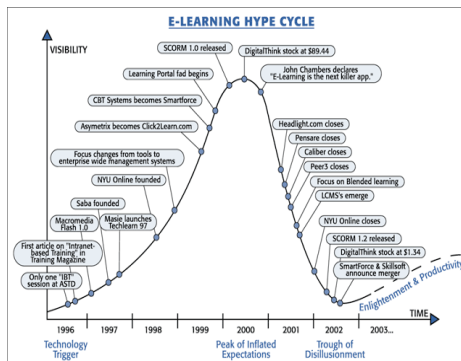 E-LEARNING HYPE CYCLE
VISIBILITY
SCORM 1.0 released
DigitalThink stock at $89.44
John Chambers declares
"E-Learning is the next killer app."
Learning Portal fad begins
CBT Systems becomes Smartforce
Asymetrix becomes Click2Learn.com
Headlight.com closes
Pensare closes
Caliber closes
Focus changes from tools to
enterprise wide management systems
Peer3 closes
NYU Online founded
Focus on Blended learning
LCMS's emerge
Saba founded
Macromedia
Flash 1.0
Masie launches
Techlearn 97
NYU Online closes
SCORM 1.2 released
First article on "Intranet-
based Training" in
Training Magazine
DigitalThink stock at $1.34
Only one "IBT"
session at ASTD
SmartForce & Skillsoft
announce merger
Enlightenment & Productivity
TIME
1996 1997 1998 1999 2000 2001 2002 2003...
Technology
Trigger
Peak of Inflated
Expectations
Trough of
Disillusionment